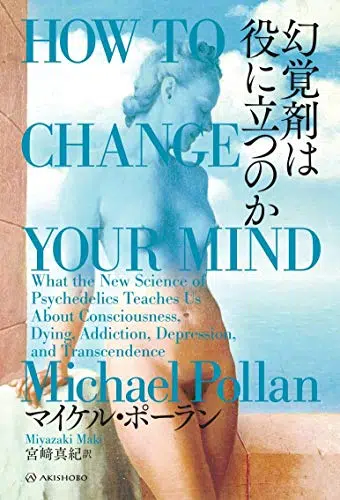 HOW TO
CHANGE
YOUR MIND
幻覚剤は
役に立つのか
What the New Science of
Psychedelics Teaches Us
About Consciousness,
Dying, Addiction, Depression,
and Transcendence
Michael Pollan
マイケル・ポーラン
Miyazaki Maki
宮﨑真紀訳
AKISHOBO